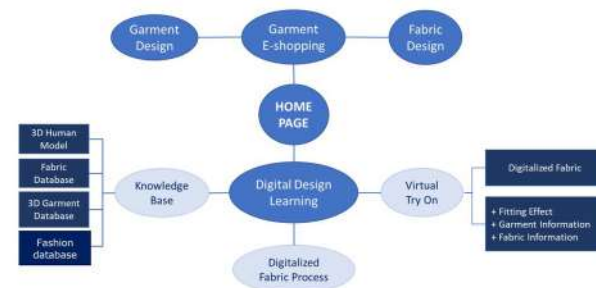 Garment
Design
Garment
E-shopping
Fabric
Design
HOME
PAGE
3D Human
Model
Fabric
Database
3D Garment
Database
Fashion
database
Knowledge
Base
Digital Design
Learning
Virtual
Try On
Digitalized Fabric
+ Fitting Effect
+ Garment Information
+ Fabric Information
Digitalized
Fabric Process